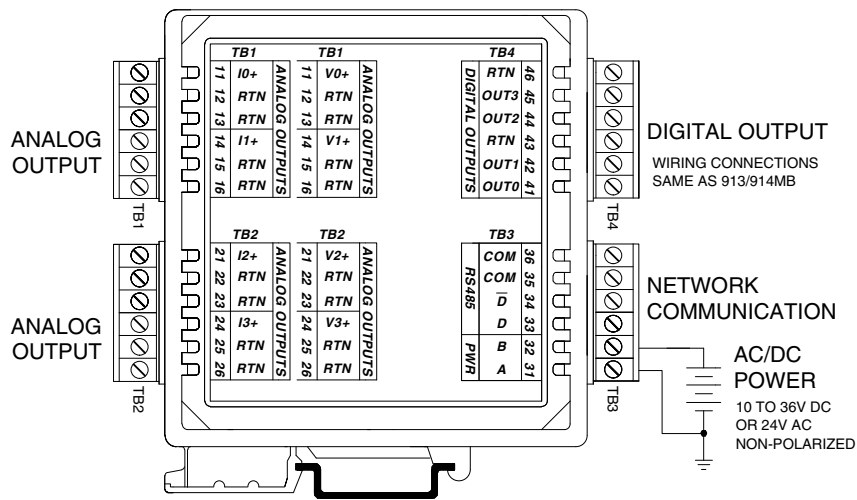 ANALOG
OUTPUT
TB1
TB1 TB1
11 I0+ V0+ 11
12 RTN RTN 12
13 RTN RTN 13
14 I1+ V1+ 14
15 RTN RTN 15
16 RTN RTN 16
ANALOG OUTPUTS
ANALOG OUTPUTS
TB4
DIGITAL OUTPUTS
RTN 46
OUT3 45
OUT2 44
RTN 43
OUT1 42
OUT0 41
TB4
DIGITAL OUTPUT
WIRING CONNECTIONS
SAME AS 913/914MB
ANALOG
OUTPUT
TB2
TB2 TB2
21 I2+ V2+ 21
22 RTN RTN 22
23 RTN RTN 23
24 I3+ V3+ 24
25 RTN RTN 25
26 RTN RTN 26
ANALOG OUTPUTS
ANALOG OUTPUTS
TB3
RS485
PWR
COM 36
COM 35
D̅ 34
D 33
B 32
A 31
TB3
NETWORK
COMMUNICATION
AC/DC
POWER
10 TO 36V DC
OR 24V AC
NON-POLARIZED